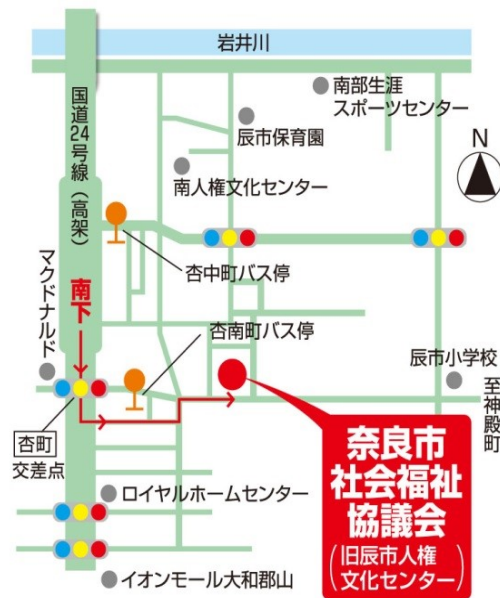 岩井川
南部生涯
スポーツセンター
国道24号線（高架）
辰市保育園
N
南人権文化センター
杏中町バス停
マクドナルド
南下
杏南町バス停
辰市小学校
至神殿町
杏町
交差点
奈良市
社会福祉
協議会
（旧辰市人権
文化センター）
ロイヤルホームセンター
イオンモール大和郡山